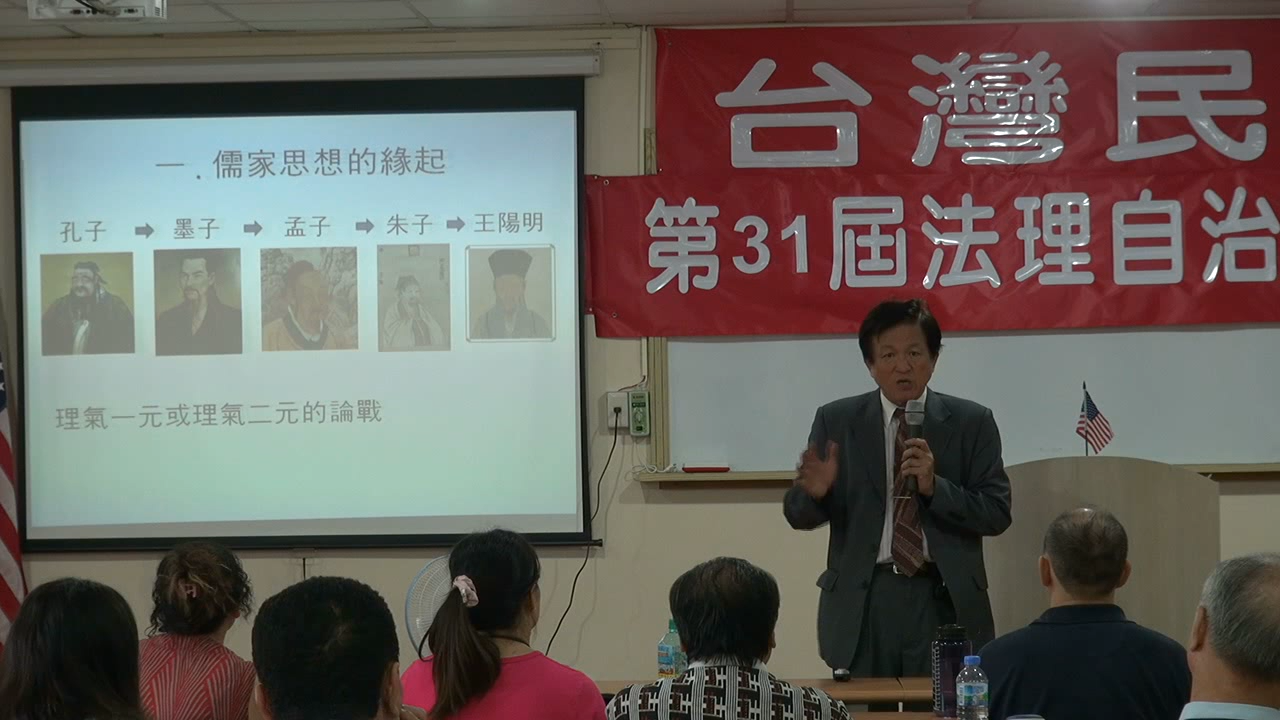 一．儒家思想的緣起
孔子 ➡ 墨子 ➡ 孟子 ➡ 朱子 ➡ 王陽明
理氣一元或理氣二元的論戰
台灣民
第31屆法理自治